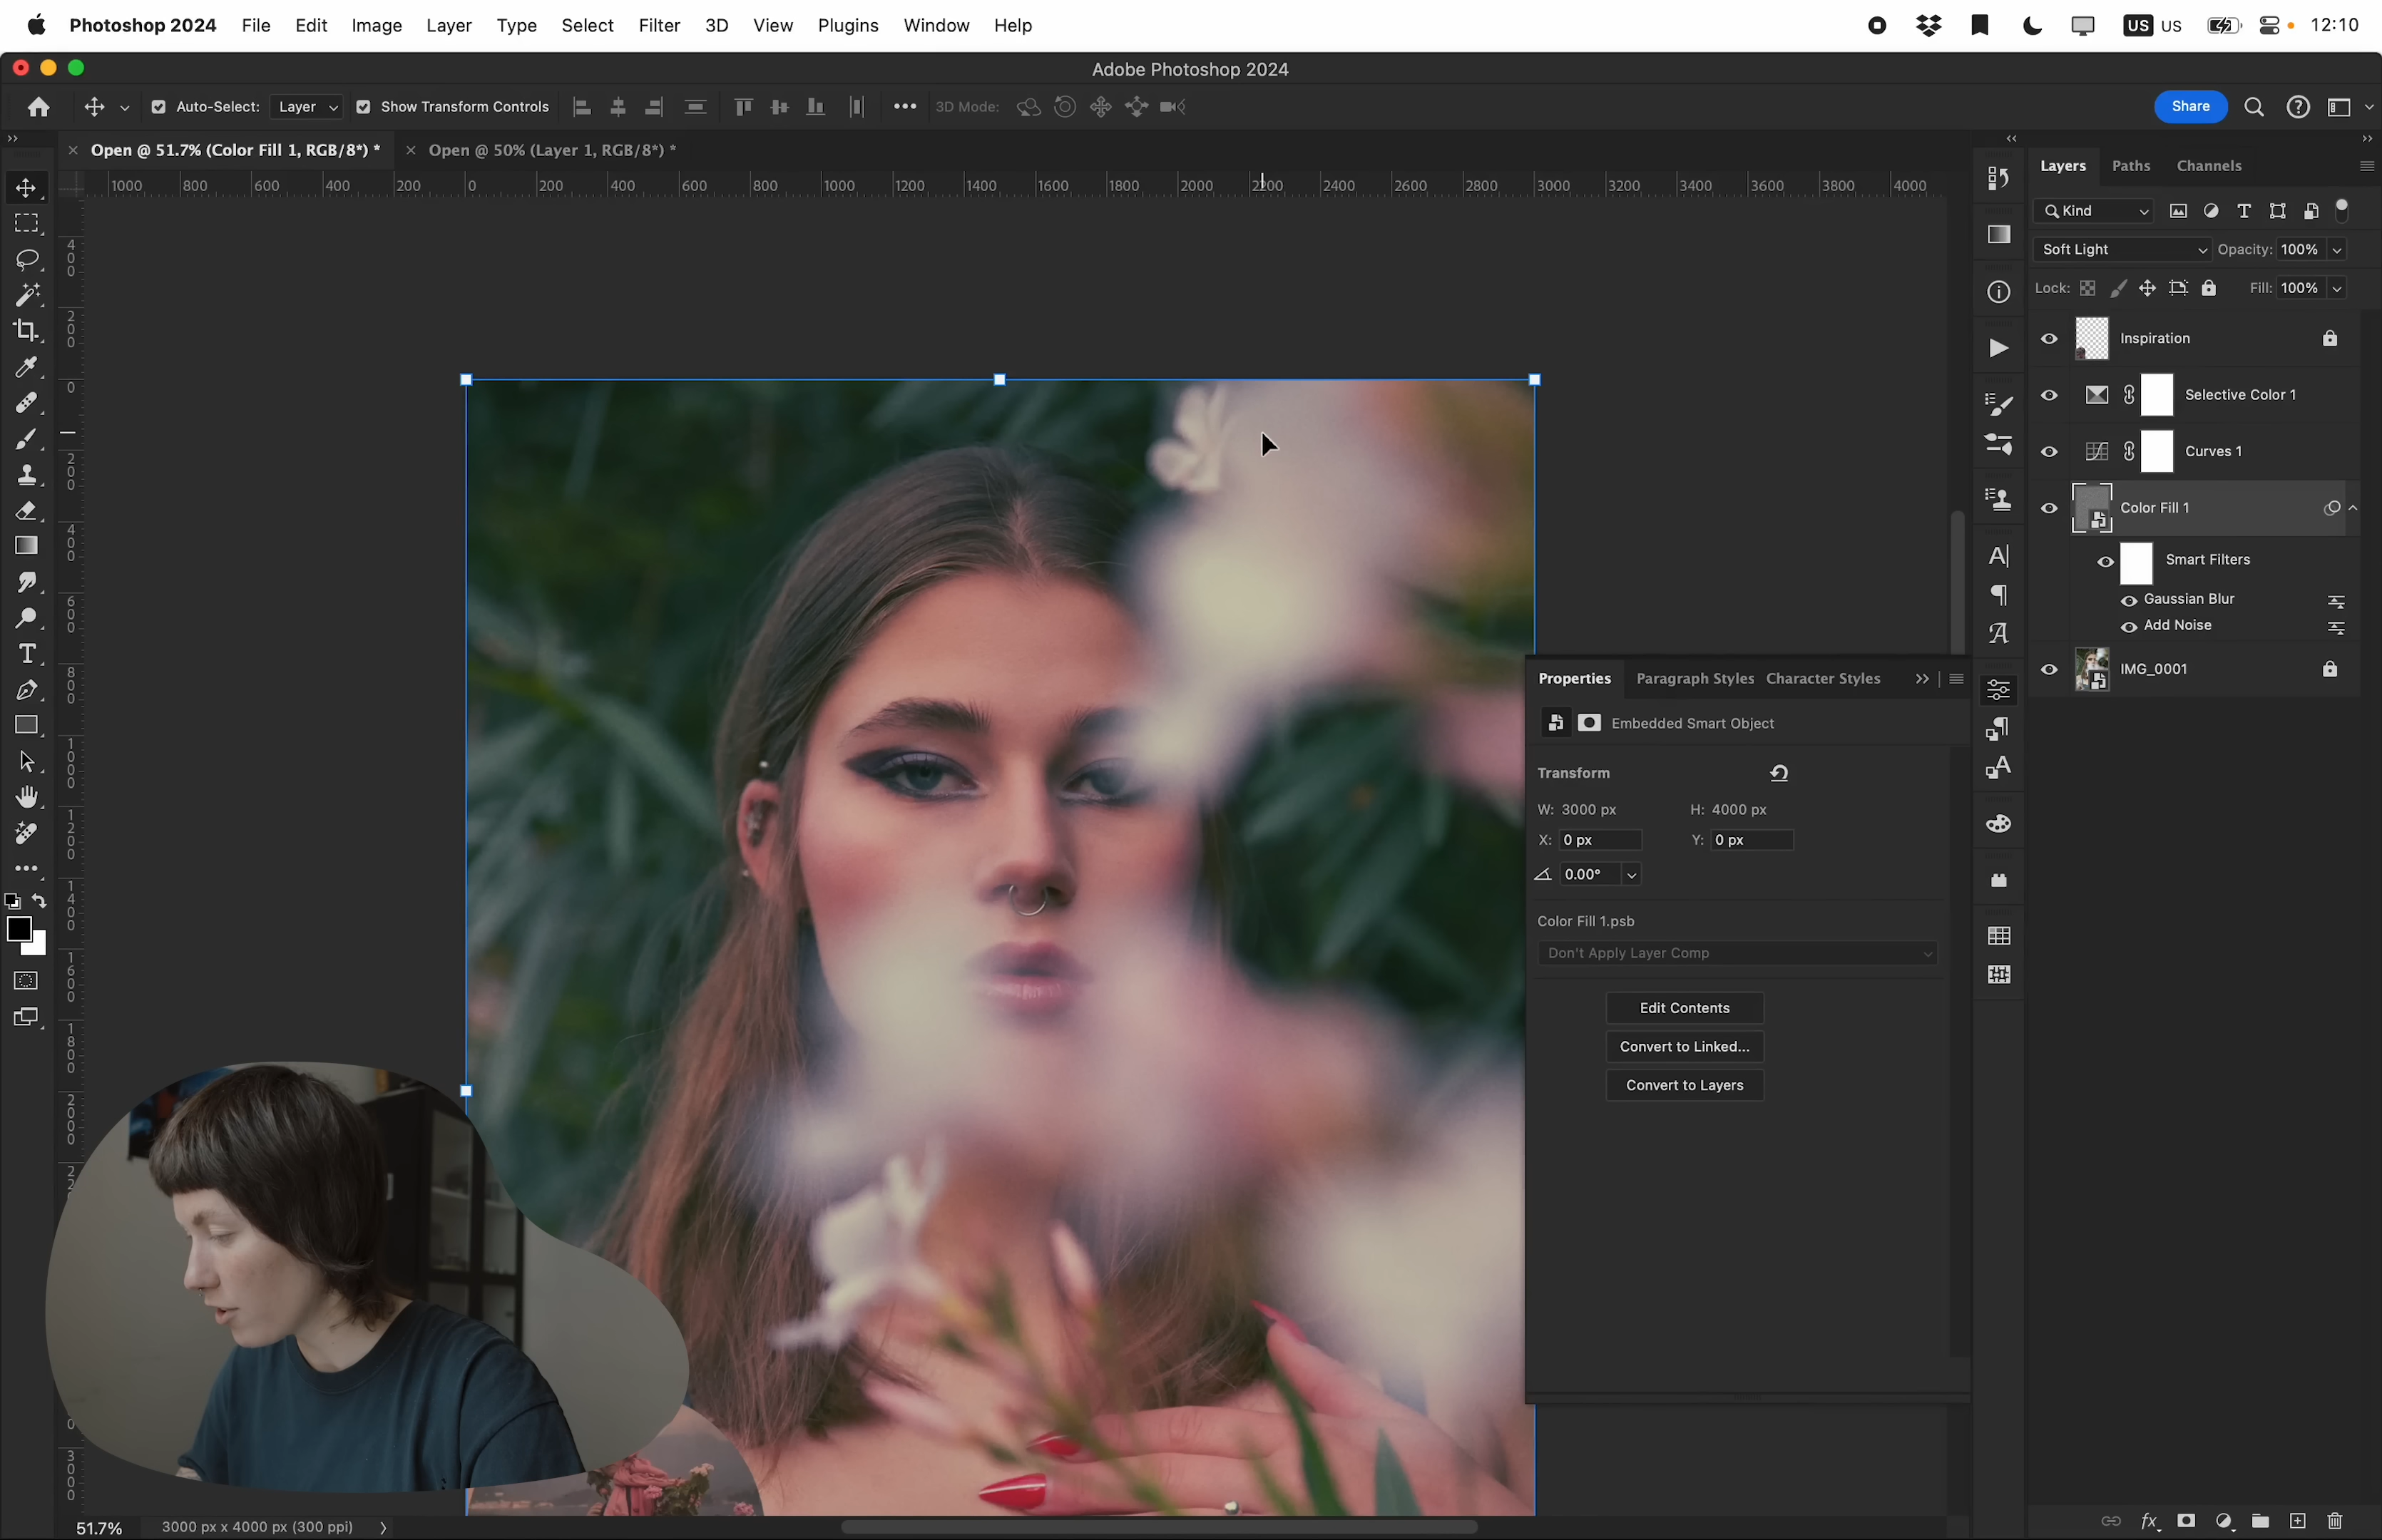 Photoshop 2024 File Edit Image Layer Type Select Filter 3D View Plugins Window Help US US 12:10
Adobe Photoshop 2024
Auto-Select: Layer Show Transform Controls 3D Mode: Share
Open @ 51.7% (Color Fill 1, RGB/8*) * Open @ 50% (Layer 1, RGB/8*) *
1000 800 600 400 200 0 200 400 600 800 1000 1200 1400 1600 1800 2000 2200 2400 2600 2800 3000 3200 3400 3600 3800 4000
400
200
0
200
400
600
800
1000
1200
1400
1600
1800
2000
22
0
3000
Layers Paths Channels
Kind
Soft Light Opacity: 100%
Lock: Fill: 100%
Inspiration
Selective Color 1
Curves 1
Color Fill 1
Smart Filters
Gaussian Blur
Add Noise
IMG_0001
Properties Paragraph Styles Character Styles
Embedded Smart Object
Transform
W: 3000 px H: 4000 px
X: 0 px Y: 0 px
0.00°
Color Fill 1.psb
Don't Apply Layer Comp
Edit Contents
Convert to Linked...
Convert to Layers
51.7% 3000 px x 4000 px (300 ppi)
fx